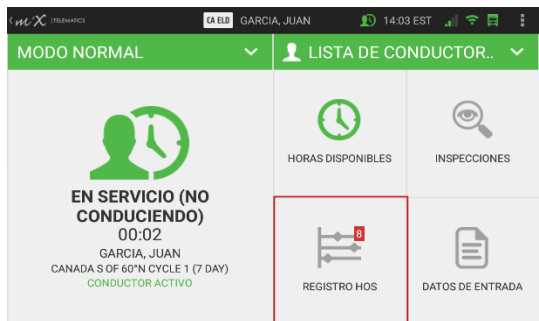 mX TELEMATICS CA ELD GARCIA, JUAN 14:03 EST
MODO NORMAL
LISTA DE CONDUCTOR..
HORAS DISPONIBLES
INSPECCIONES
EN SERVICIO (NO
CONDUCIENDO)
00:02
GARCIA, JUAN
CANADA S OF 60°N CYCLE 1 (7 DAY)
CONDUCTOR ACTIVO
8
REGISTRO HOS
DATOS DE ENTRADA